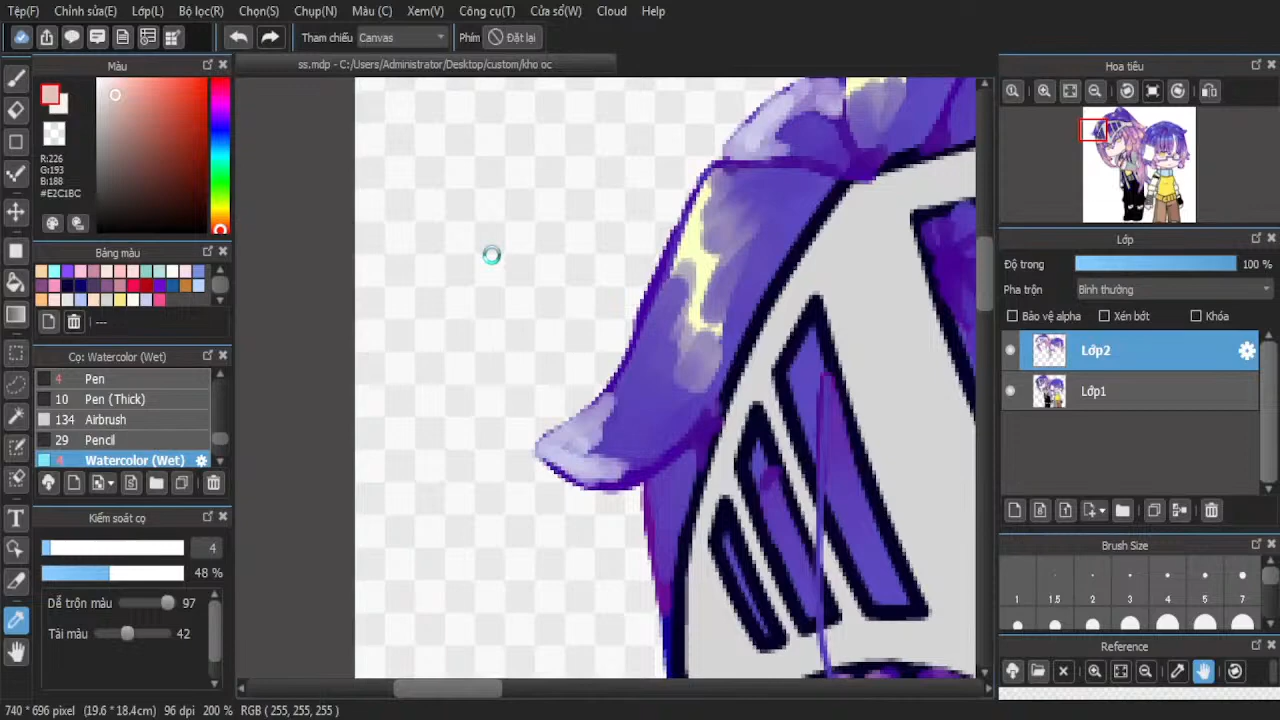 Tệp(F) Chỉnh sửa(E) Lớp(L) Bộ lọc(R) Chọn(S) Chụp(N) Màu (C) Xem(V) Công cụ(T) Cửa sổ(W) Cloud Help
Tham chiếu Canvas Phím Đặt lại
ss.mdp - C:/Users/Administrator/Desktop/custom/kho oc
Màu
R:226
G:193
B:188
#E2C1BC
Bảng màu
---
Cọ: Watercolor (Wet)
4 Pen
10 Pen (Thick)
134 Airbrush
29 Pencil
4 Watercolor (Wet)
Kiểm soát cọ
4
48 %
Dễ trộn màu 97
Tải màu 42
740 * 696 pixel (19.6 * 18.4cm) 96 dpi 200 % RGB ( 255, 255, 255 )
Hoa tiêu
Lớp
Độ trong 100 %
Pha trộn Bình thường
Bảo vệ alpha Xén bớt Khóa
Lớp2
Lớp1
Brush Size
1 1.5 2 3 4 5 7
Reference